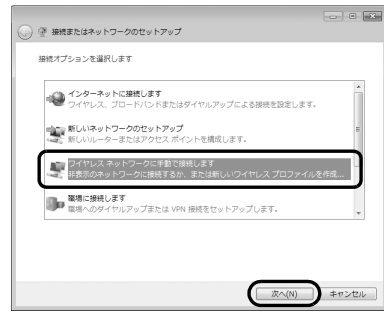 接続またはネットワークのセットアップ
接続オプションを選択します
インターネットに接続します
ワイヤレス、ブロードバンドまたはダイヤルアップによる接続を設定します。
新しいネットワークのセットアップ
新しいルーターまたはアクセス ポイントを構成します。
ワイヤレス ネットワークに手動で接続します
非表示のネットワークに接続するか、または新しいワイヤレス プロファイルを作成...
職場に接続します
職場へのダイヤルアップまたは VPN 接続をセットアップします。
次へ(N)
キャンセル